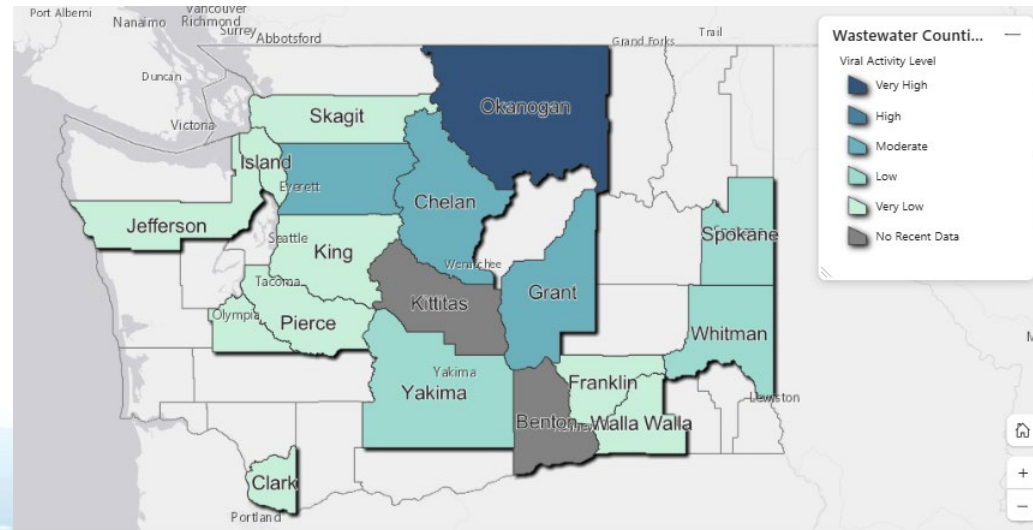 Port Alberni
Vancouver
Nanaimo
Richmond
Surrey
Abbotsford
Grand Forks
Trail
Duncan
Victoria
Okanogan
Skagit
Island
Everett
Chelan
Jefferson
Seattle
King
Wenatchee
Spokane
Tacoma
Kittitas
Grant
Olympia
Pierce
Whitman
Yakima
Yakima
Franklin
Lewiston
Benton
Walla Walla
Clark
Portland
Wastewater Counti...
Viral Activity Level
Very High
High
Moderate
Low
Very Low
No Recent Data
+
−